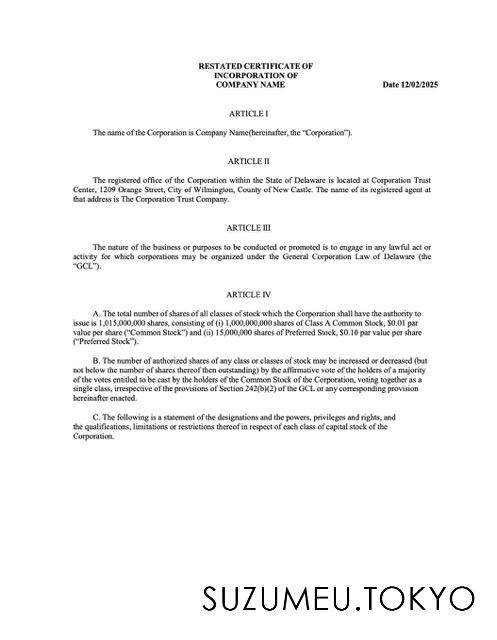 RESTATED CERTIFICATE OF
INCORPORATION OF
COMPANY NAME
Date 12/02/2025
ARTICLE I
The name of the Corporation is Company Name(hereinafter, the “Corporation”).
ARTICLE II
The registered office of the Corporation within the State of Delaware is located at Corporation Trust
Center, 1209 Orange Street, City of Wilmington, County of New Castle. The name of its registered agent at
that address is The Corporation Trust Company.
ARTICLE III
The nature of the business or purposes to be conducted or promoted is to engage in any lawful act or
activity for which corporations may be organized under the General Corporation Law of Delaware (the
“GCL”).
ARTICLE IV
A. The total number of shares of all classes of stock which the Corporation shall have the authority to
issue is 1,015,000,000 shares, consisting of (i) 1,000,000,000 shares of Class A Common Stock, $0.01 par
value per share (“Common Stock”) and (ii) 15,000,000 shares of Preferred Stock, $0.10 par value per share
(“Preferred Stock”).
B. The number of authorized shares of any class or classes of stock may be increased or decreased (but
not below the number of shares thereof then outstanding) by the affirmative vote of the holders of a majority
of the votes entitled to be cast by the holders of the Common Stock of the Corporation, voting together as a
single class, irrespective of the provisions of Section 242(b)(2) of the GCL or any corresponding provision
hereinafter enacted.
C. The following is a statement of the designations and the powers, privileges and rights, and
the qualifications, limitations or restrictions thereof in respect of each class of capital stock of the
Corporation.
SUZUMEU.TOKYO